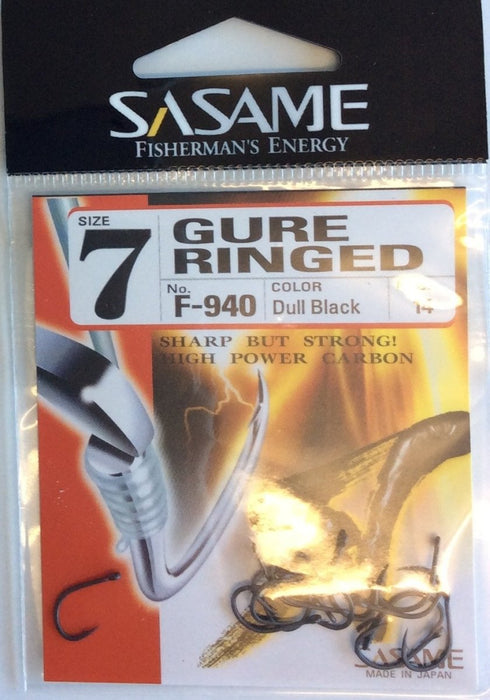 SASAME
FISHERMAN'S ENERGY
SIZE
7
GURE
RINGED
No.
F-940
COLOR
Dull Black
14
SHARP BUT STRONG!
HIGH POWER CARBON
SASAME
MADE IN JAPAN